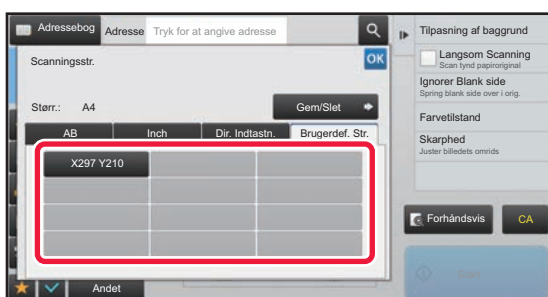 Adressebog
Adresse
Tryk for at angive adresse
Scanningsstr.
OK
Størr.: A4
Gem/Slet
AB
Inch
Dir. Indtastn.
Brugerdef. Str.
X297 Y210
Andet
Tilpasning af baggrund
Langsom Scanning
Scan tynd papiroriginal
Ignorer Blank side
Spring blank side over i orig.
Farvetilstand
Skarphed
Juster billedets omrids
Forhåndsvis
CA
Start